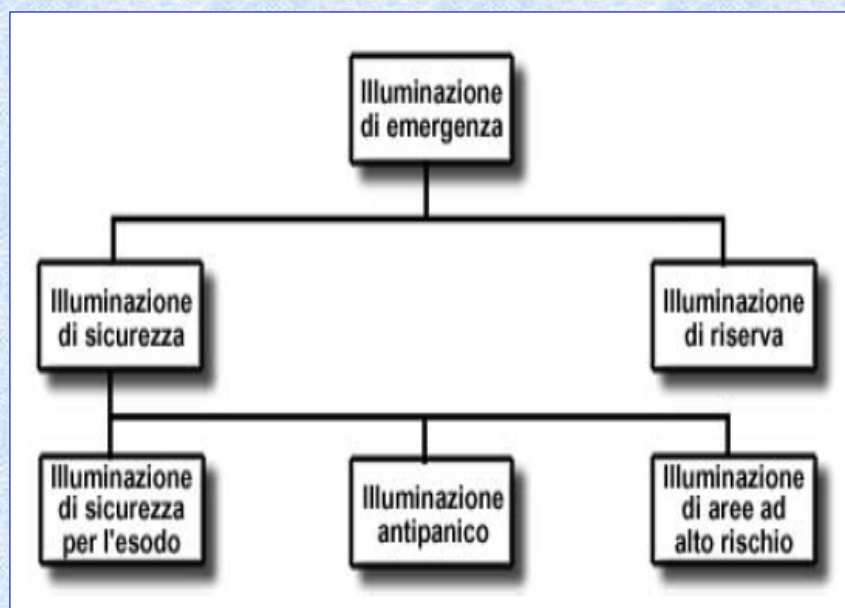 Illuminazione
di emergenza
Illuminazione
di sicurezza
Illuminazione
di riserva
Illuminazione
di sicurezza
per l'esodo
Illuminazione
antipanico
Illuminazione
di aree ad
alto rischio